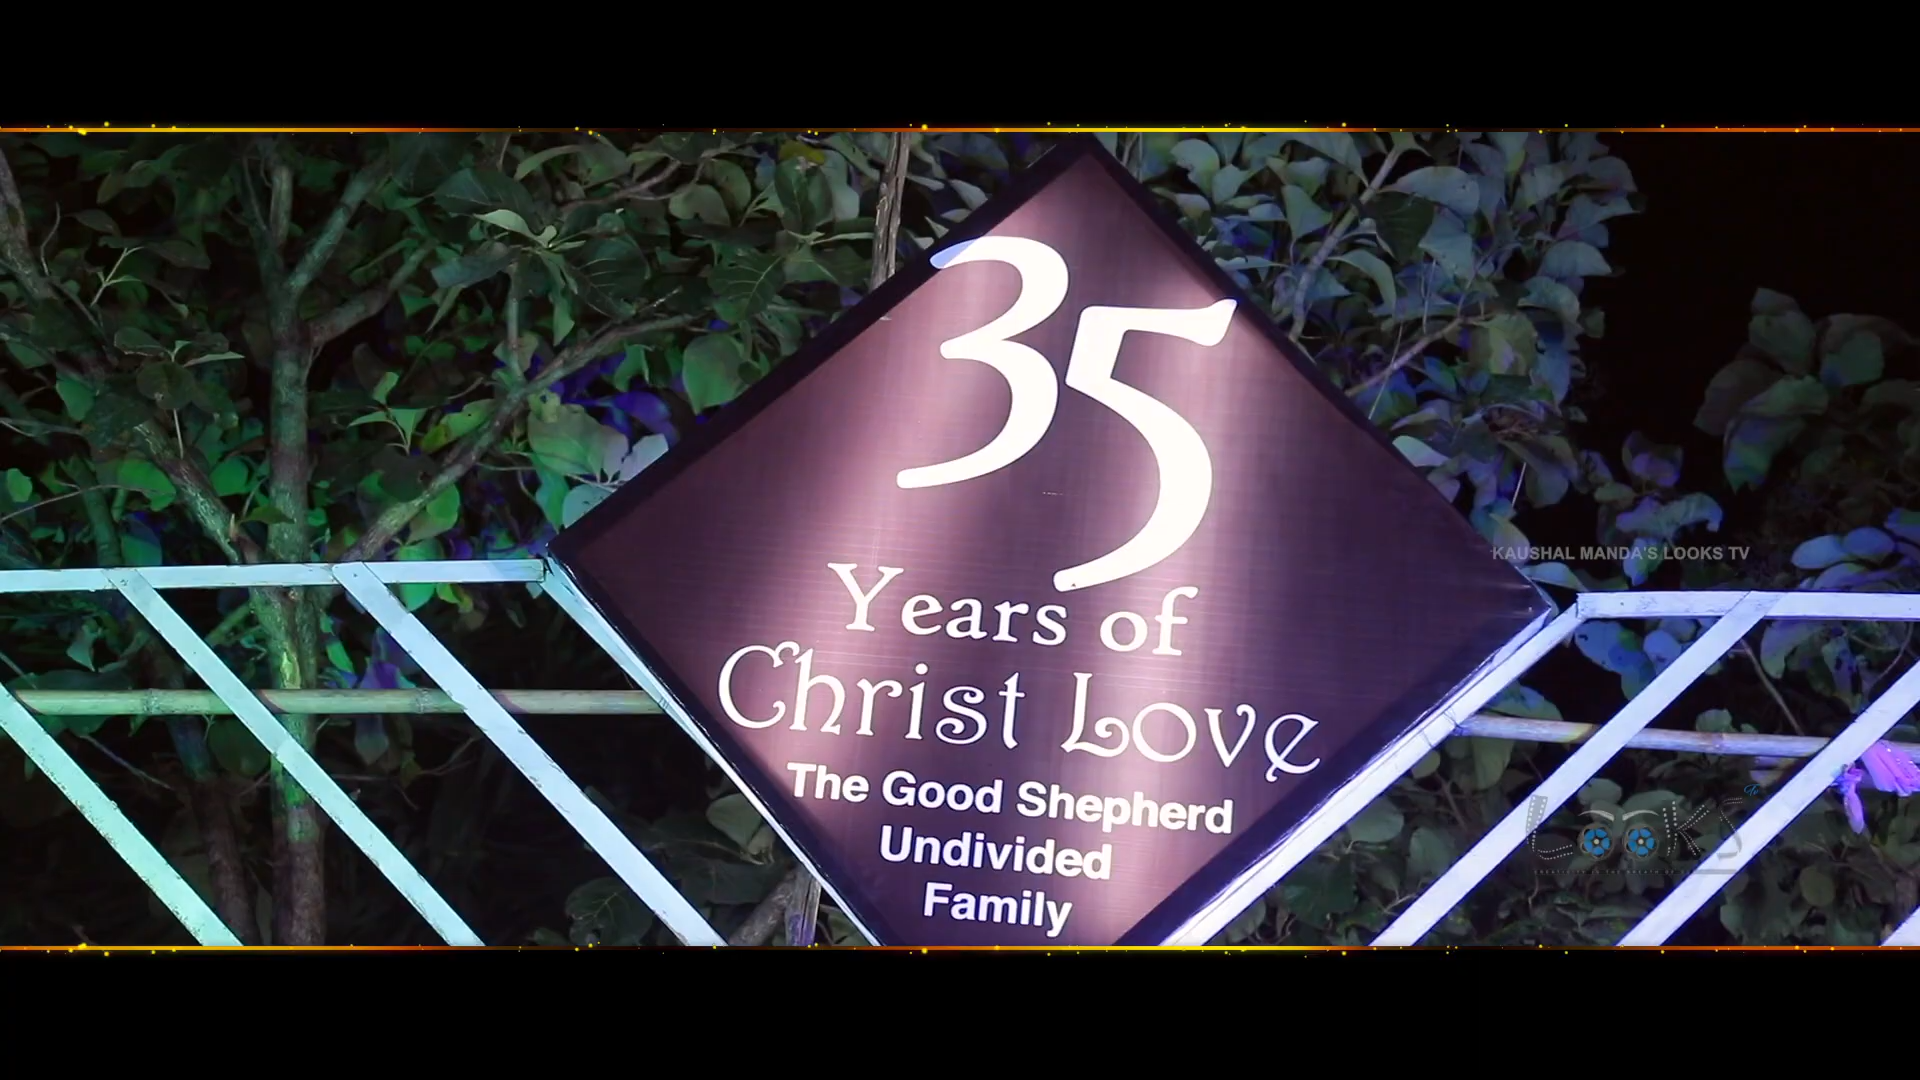 35
Years of
Christ Love
The Good Shepherd
Undivided
Family
KAUSHAL MANDA'S LOOKS TV
LOOKS